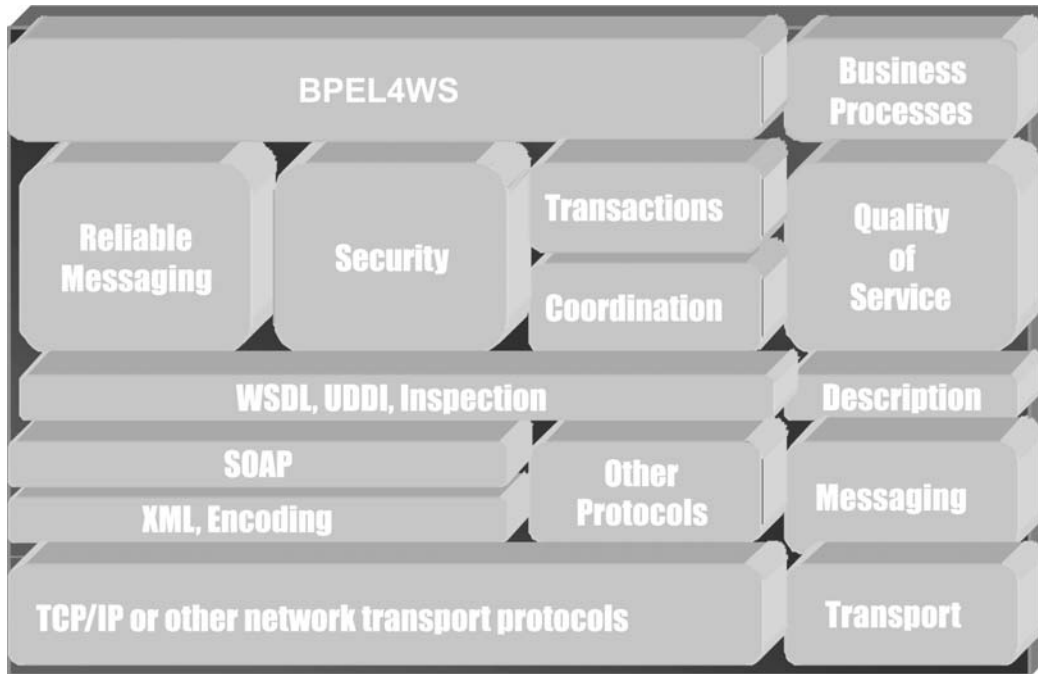 BPEL4WS
Business
Processes
Reliable
Messaging
Security
Transactions
Coordination
Quality
of
Service
WSDL, UDDI, Inspection
Description
SOAP
XML, Encoding
Other
Protocols
Messaging
TCP/IP or other network transport protocols
Transport